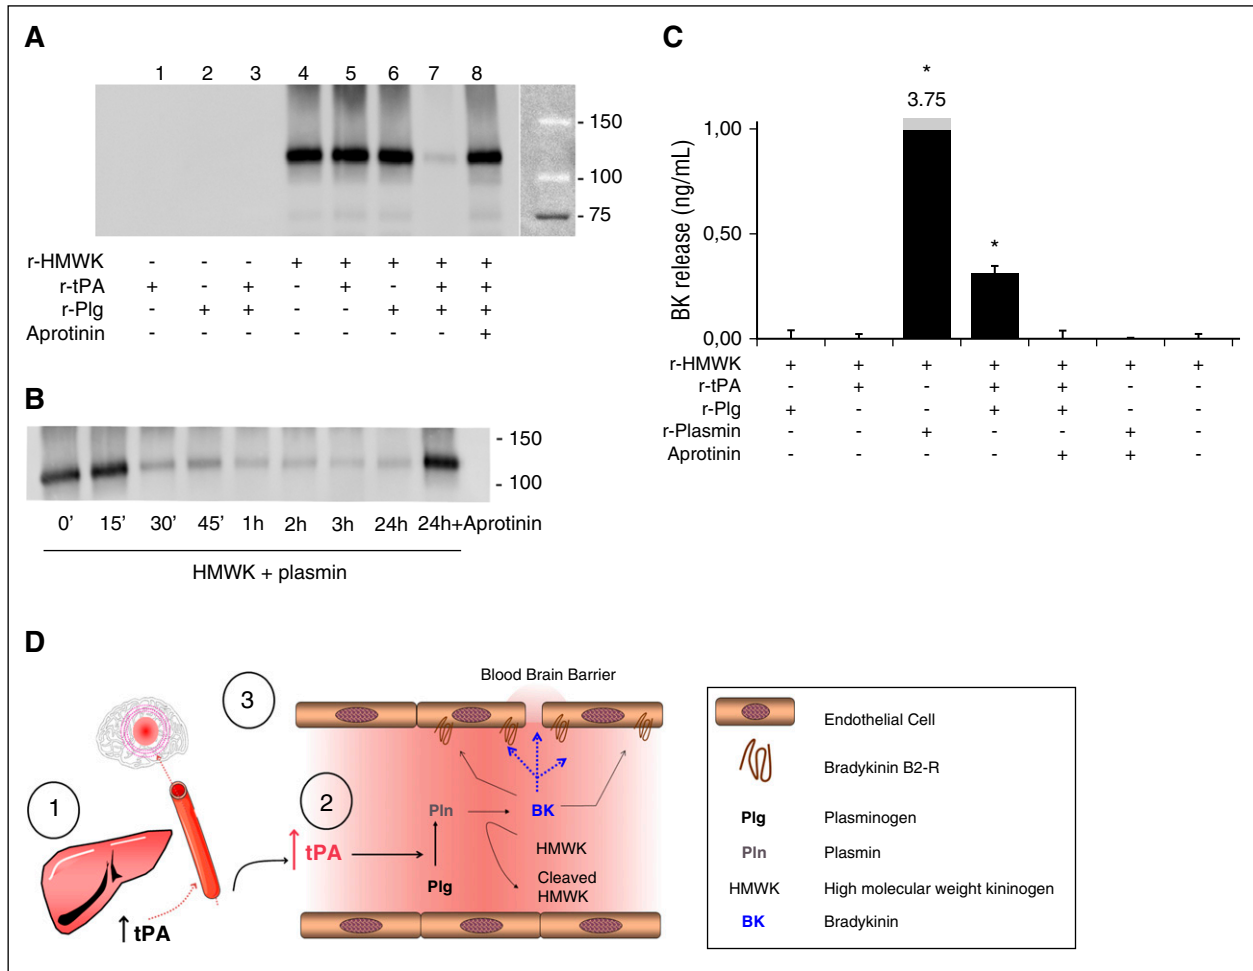 A
1 2 3 4 5 6 7 8
- 150
- 100
- 75
r-HMWK - - - + + + + +
r-tPA + - + - + - + +
r-Plg - + + - - + + +
Aprotinin - - - - - - - +
B
- 150
- 100
0’ 15’ 30’ 45’ 1h 2h 3h 24h 24h+Aprotinin
HMWK + plasmin
C
*
3.75
*
BK release (ng/mL)
1,00
0,50
0,00
r-HMWK + + + + + + +
r-tPA - + - + + - -
r-Plg + - - + + - -
r-Plasmin - - + - - + -
Aprotinin - - - - + + -
D
1
tPA
3
2
tPA
Blood Brain Barrier
Pln
BK
Plg
HMWK
Cleaved
HMWK
Endothelial Cell
Bradykinin B2-R
Plg Plasminogen
Pln Plasmin
HMWK High molecular weight kininogen
BK Bradykinin